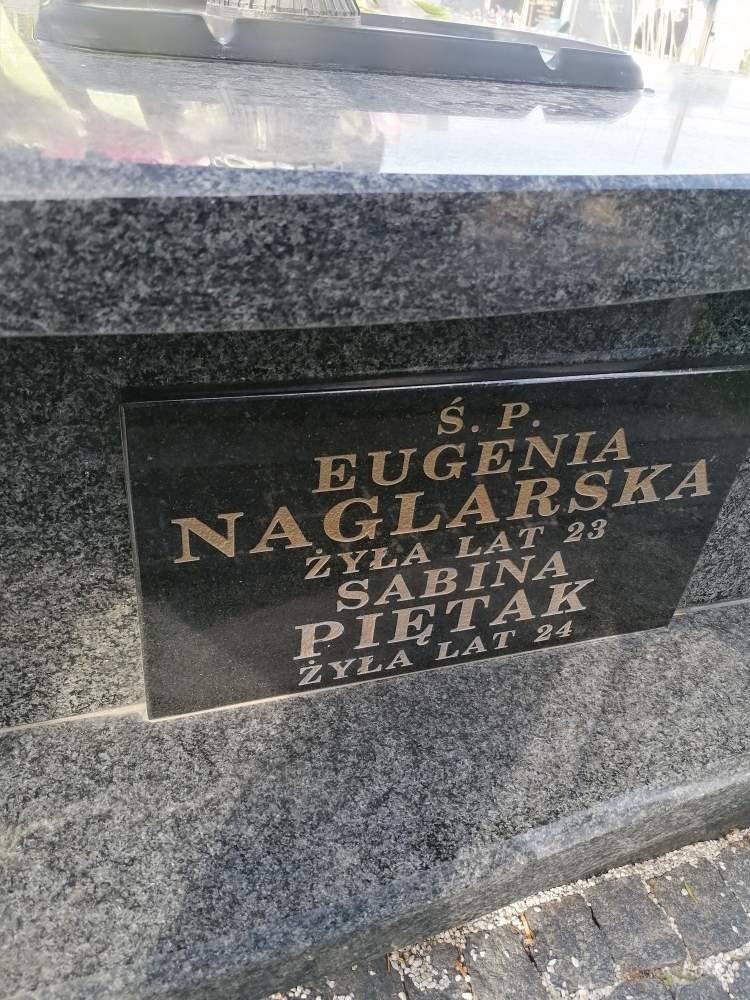 Ś. P.
EUGENIA
NAGLARSKA
ŻYŁA LAT 23
SABINA
PIĘTAK
ŻYŁA LAT 24